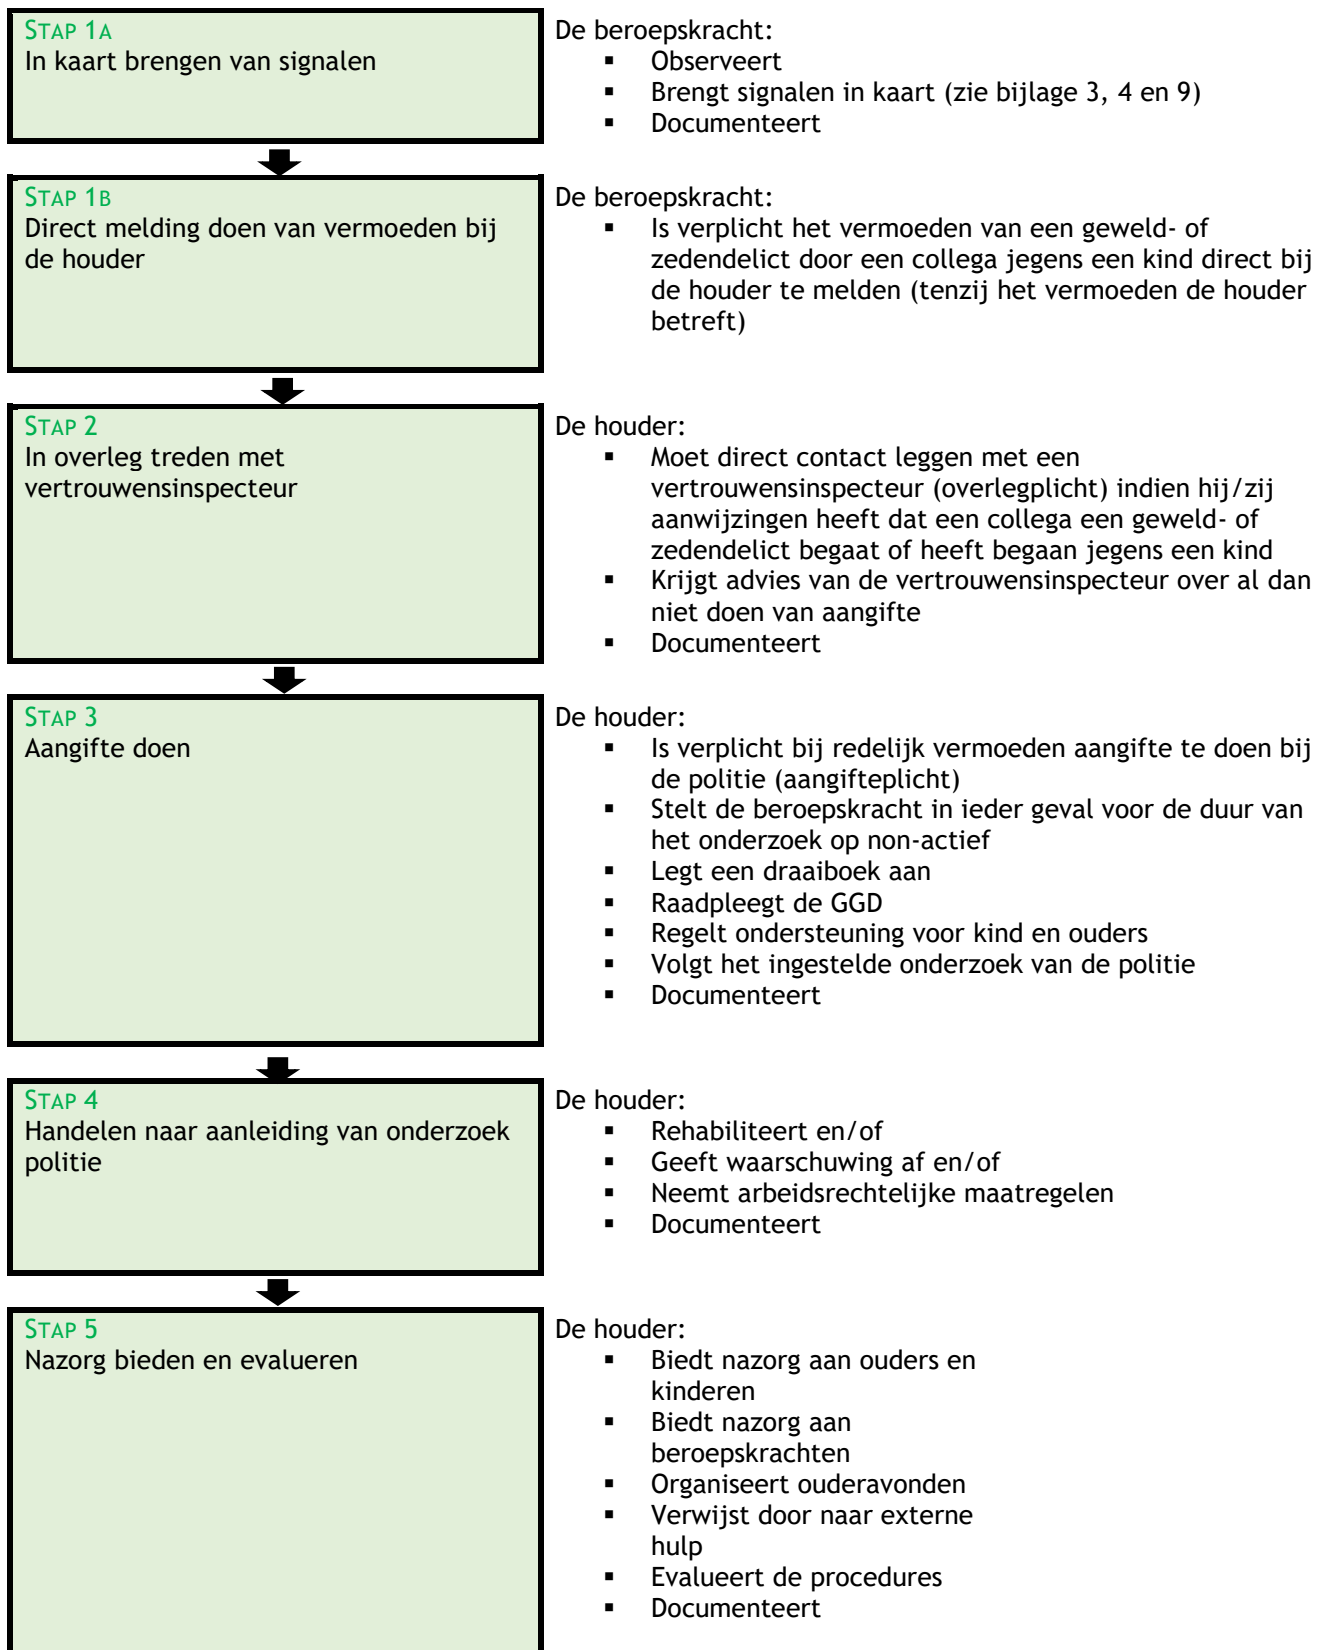 STAP 1A
In kaart brengen van signalen
De beroepskracht:
▪ Observeert
▪ Brengt signalen in kaart (zie bijlage 3, 4 en 9)
▪ Documenteert
STAP 1B
Direct melding doen van vermoeden bij
de houder
De beroepskracht:
▪ Is verplicht het vermoeden van een geweld- of
zedendelict door een collega jegens een kind direct bij
de houder te melden (tenzij het vermoeden de houder
betreft)
STAP 2
In overleg treden met
vertrouwensinspecteur
De houder:
▪ Moet direct contact leggen met een
vertrouwensinspecteur (overlegplicht) indien hij/zij
aanwijzingen heeft dat een collega een geweld- of
zedendelict begaat of heeft begaan jegens een kind
▪ Krijgt advies van de vertrouwensinspecteur over al dan
niet doen van aangifte
▪ Documenteert
STAP 3
Aangifte doen
De houder:
▪ Is verplicht bij redelijk vermoeden aangifte te doen bij
de politie (aangifteplicht)
▪ Stelt de beroepskracht in ieder geval voor de duur van
het onderzoek op non-actief
▪ Legt een draaiboek aan
▪ Raadpleegt de GGD
▪ Regelt ondersteuning voor kind en ouders
▪ Volgt het ingestelde onderzoek van de politie
▪ Documenteert
STAP 4
Handelen naar aanleiding van onderzoek
politie
De houder:
▪ Rehabiliteert en/of
▪ Geeft waarschuwing af en/of
▪ Neemt arbeidsrechtelijke maatregelen
▪ Documenteert
STAP 5
Nazorg bieden en evalueren
De houder:
▪ Biedt nazorg aan ouders en
kinderen
▪ Biedt nazorg aan
beroepskrachten
▪ Organiseert ouderavonden
▪ Verwijst door naar externe
hulp
▪ Evalueert de procedures
▪ Documenteert